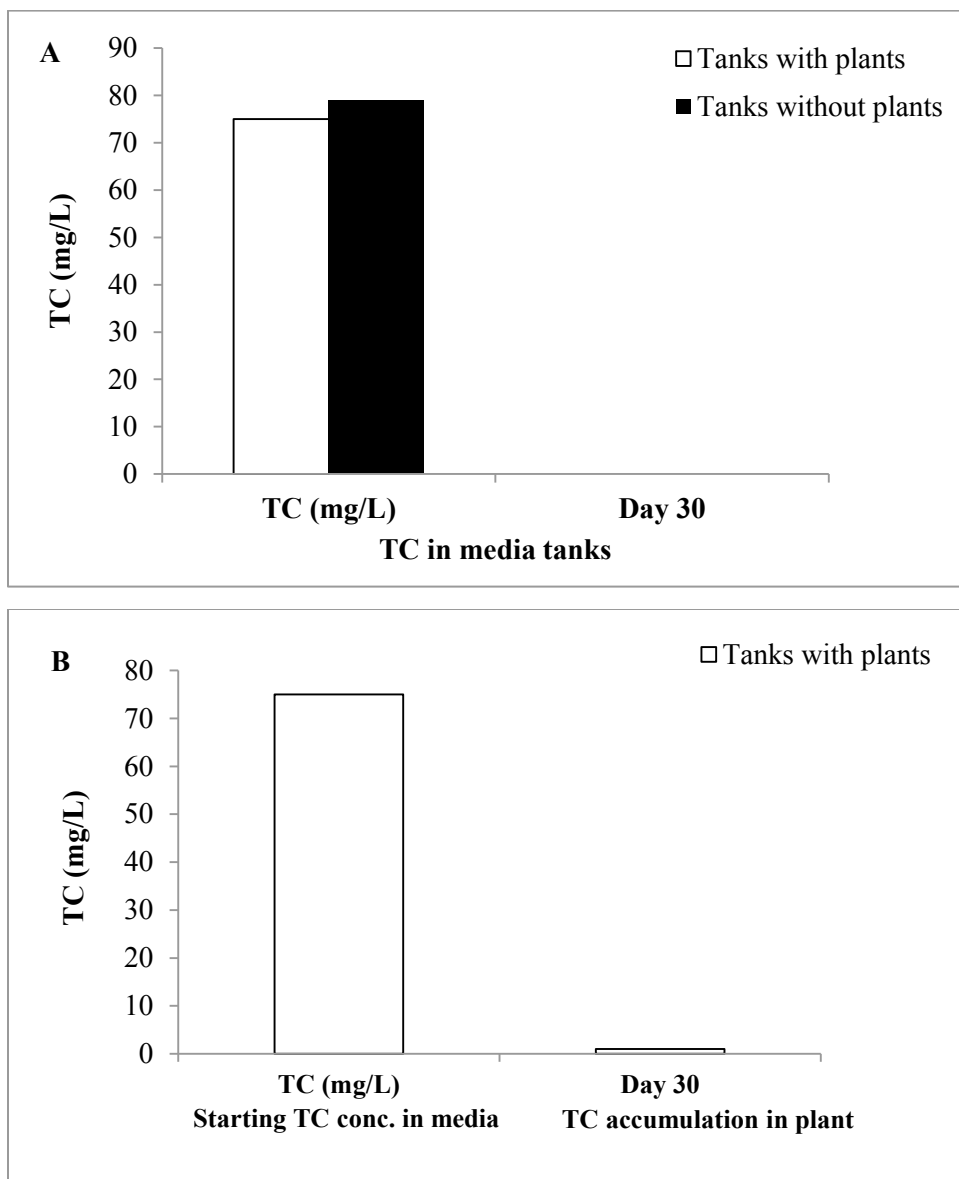 A
Tanks with plants
Tanks without plants
90
80
70
60
50
40
30
20
10
0
TC (mg/L)
TC (mg/L) Day 30
TC in media tanks
B
Tanks with plants
80
70
60
50
40
30
20
10
0
TC (mg/L)
TC (mg/L) Day 30
Starting TC conc. in media TC accumulation in plant